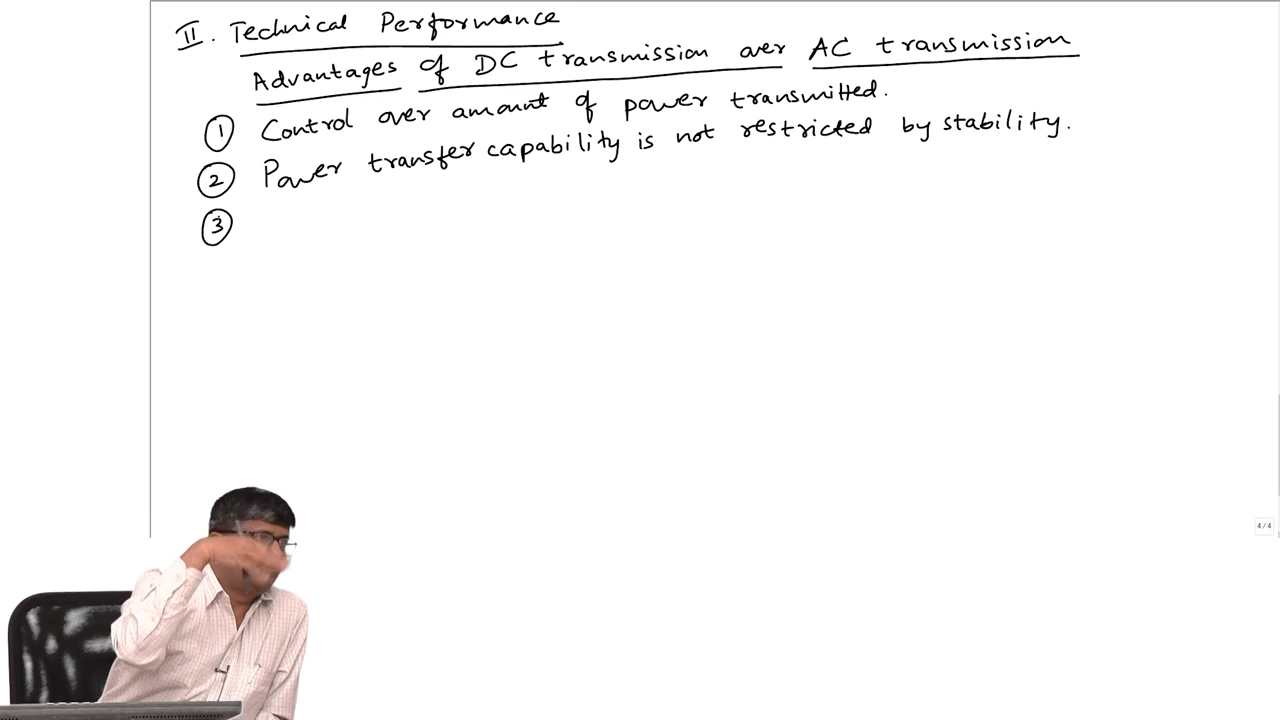 II. Technical Performance
Advantages of DC transmission over AC transmission
① Control over amount of power transmitted.
② Power transfer capability is not restricted by stability.
③
4/4